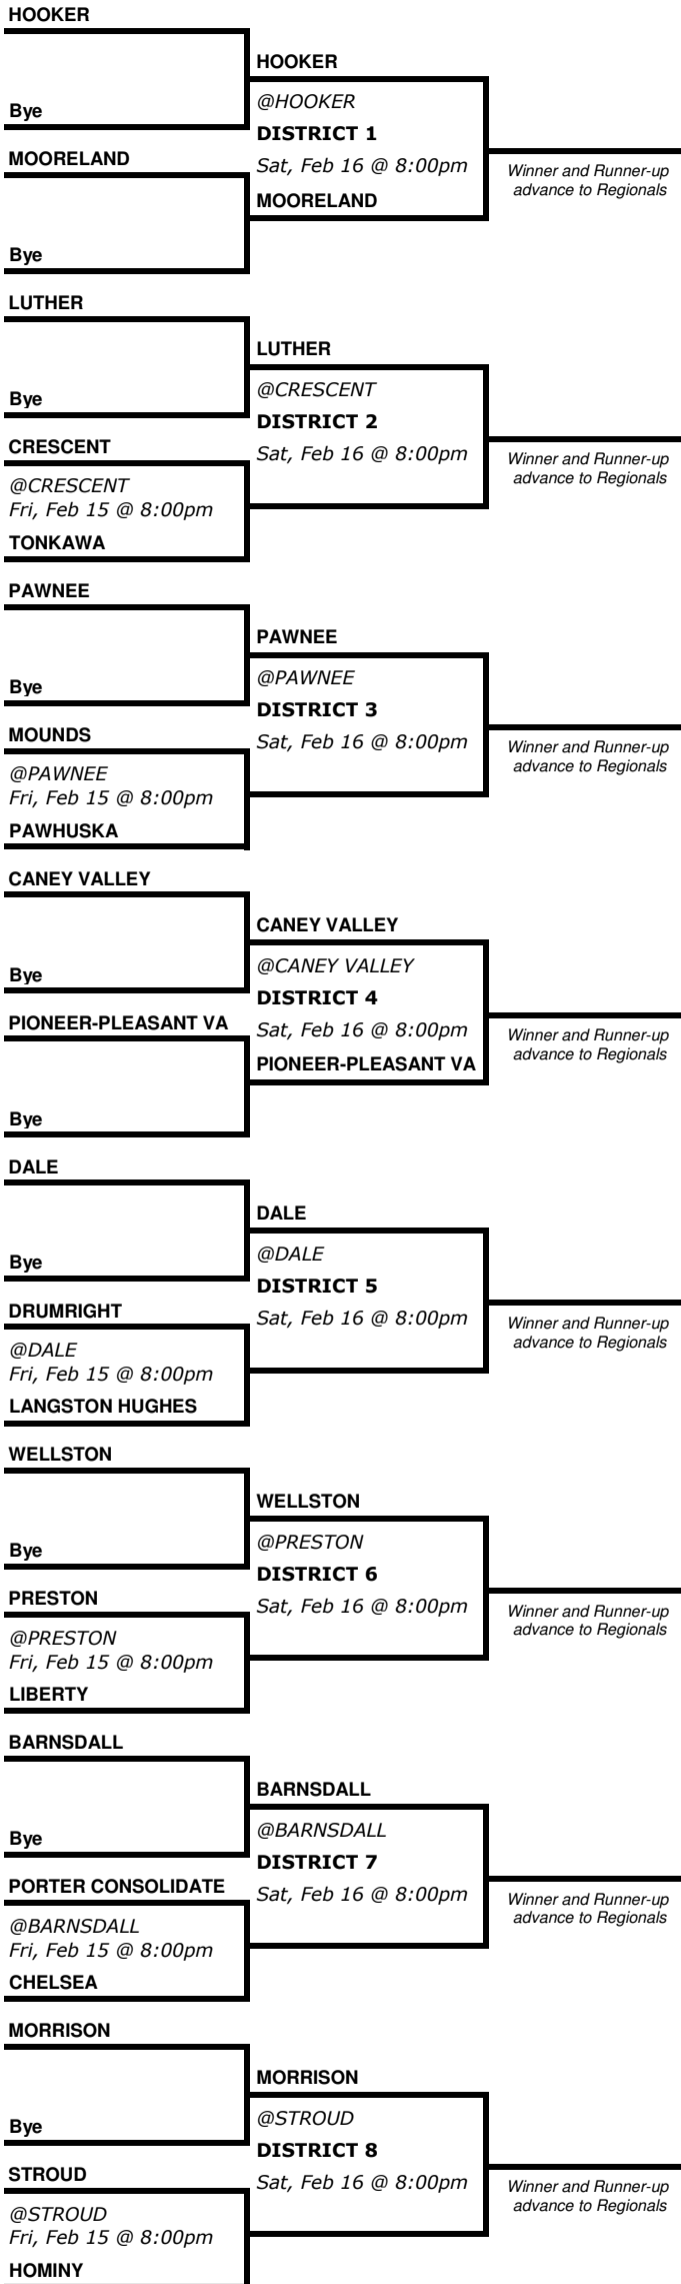 HOOKER
HOOKER
Bye
@HOOKER
DISTRICT 1
MOORELAND
Sat, Feb 16 @ 8:00pm
Winner and Runner-up
advance to Regionals
MOORELAND
Bye
LUTHER
LUTHER
Bye
@CRESCENT
DISTRICT 2
CRESCENT
Sat, Feb 16 @ 8:00pm
Winner and Runner-up
advance to Regionals
@CRESCENT
Fri, Feb 15 @ 8:00pm
TONKAWA
PAWNEE
PAWNEE
Bye
@PAWNEE
DISTRICT 3
MOUNDS
Sat, Feb 16 @ 8:00pm
Winner and Runner-up
advance to Regionals
@PAWNEE
Fri, Feb 15 @ 8:00pm
PAWHUSKA
CANEY VALLEY
CANEY VALLEY
Bye
@CANEY VALLEY
DISTRICT 4
PIONEER-PLEASANT VA
Sat, Feb 16 @ 8:00pm
Winner and Runner-up
advance to Regionals
PIONEER-PLEASANT VA
Bye
DALE
DALE
Bye
@DALE
DISTRICT 5
DRUMRIGHT
Sat, Feb 16 @ 8:00pm
Winner and Runner-up
advance to Regionals
@DALE
Fri, Feb 15 @ 8:00pm
LANGSTON HUGHES
WELLSTON
WELLSTON
Bye
@PRESTON
DISTRICT 6
PRESTON
Sat, Feb 16 @ 8:00pm
Winner and Runner-up
advance to Regionals
@PRESTON
Fri, Feb 15 @ 8:00pm
LIBERTY
BARNSDALL
BARNSDALL
Bye
@BARNSDALL
DISTRICT 7
PORTER CONSOLIDATE
Sat, Feb 16 @ 8:00pm
Winner and Runner-up
advance to Regionals
@BARNSDALL
Fri, Feb 15 @ 8:00pm
CHELSEA
MORRISON
MORRISON
Bye
@STROUD
DISTRICT 8
STROUD
Sat, Feb 16 @ 8:00pm
Winner and Runner-up
advance to Regionals
@STROUD
Fri, Feb 15 @ 8:00pm
HOMINY